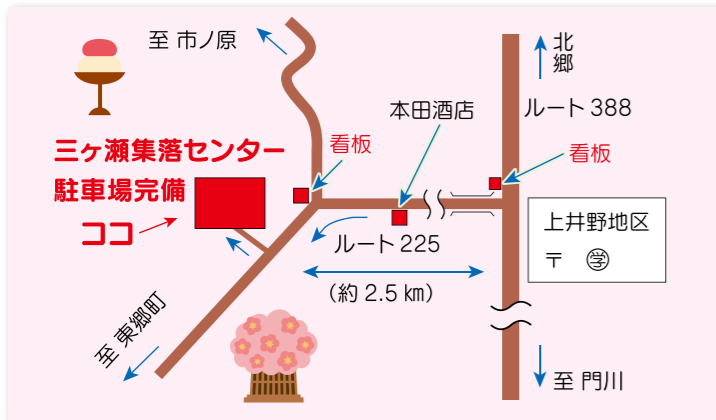 至 市ノ原
北郷
ルート 388
本田酒店
三ヶ瀬集落センター
駐車場完備
ココ
看板
看板
上井野地区
〒 ㊫
ルート 225
(約 2.5 ㎞)
至 東郷町
至 門川